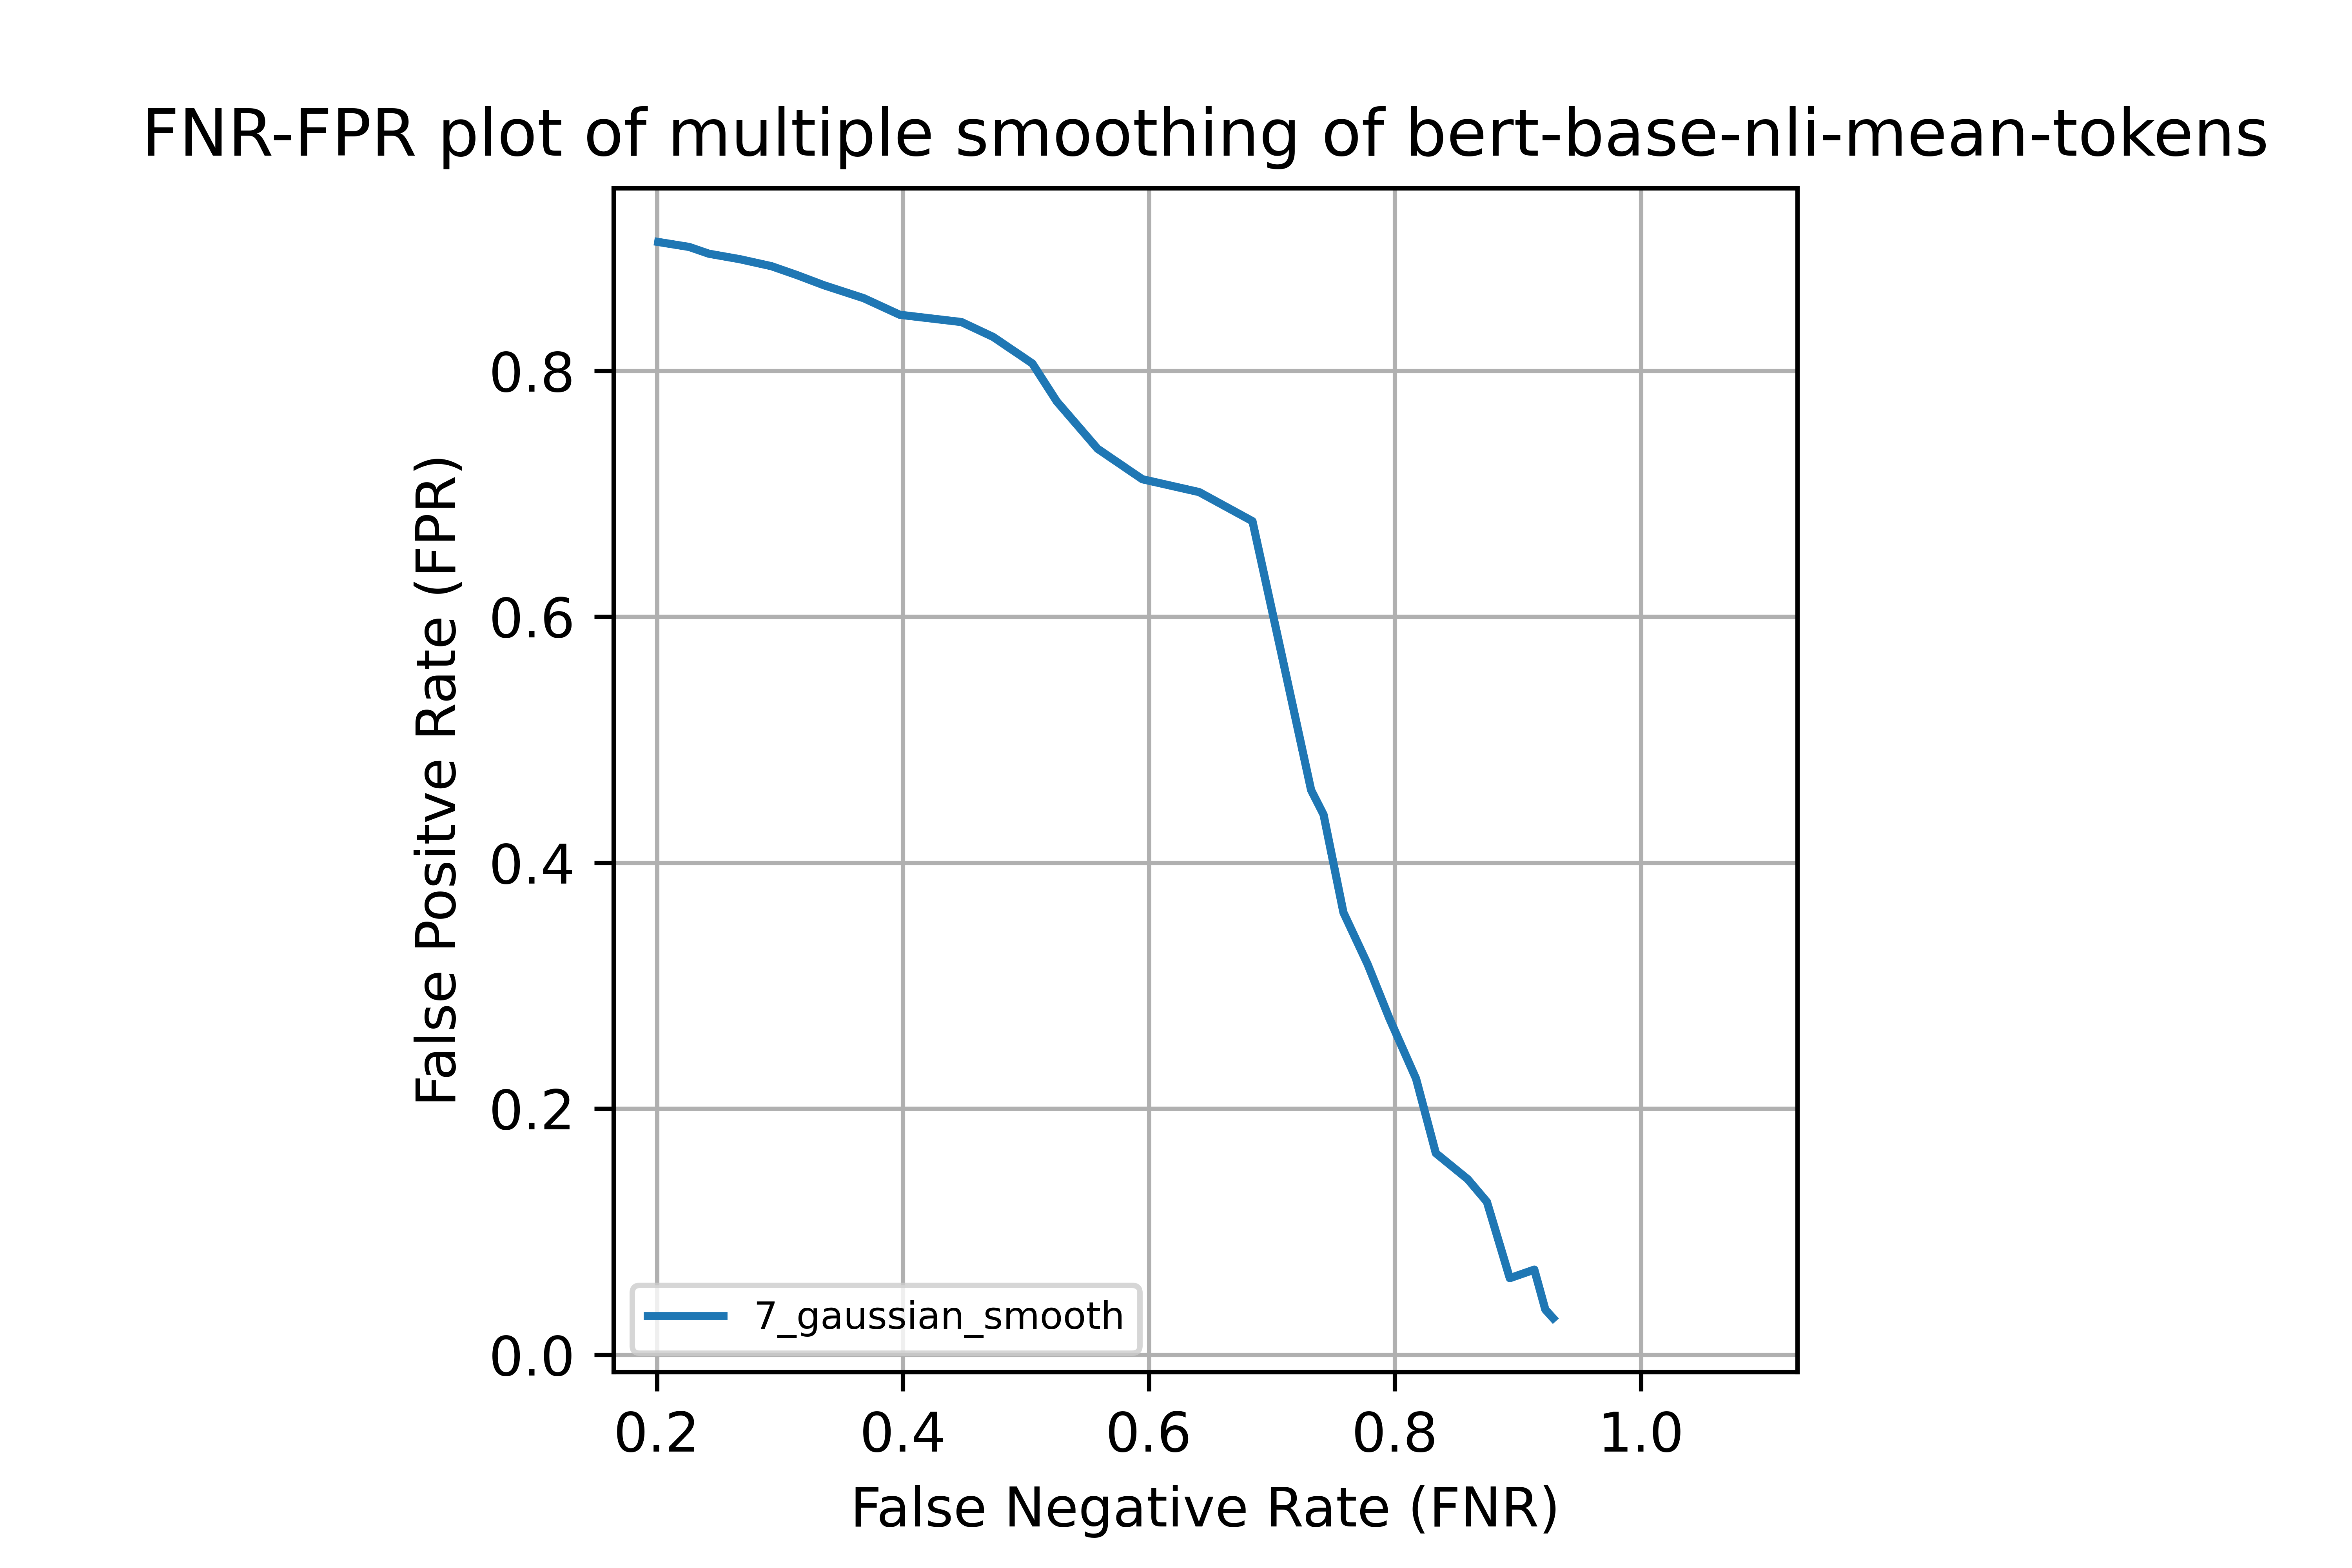 FNR-FPR plot of multiple smoothing of bert-base-nli-mean-tokens
False Positve Rate (FPR)
0.8
0.6
0.4
0.2
0.0
7_gaussian_smooth
0.2 0.4 0.6 0.8 1.0
False Negative Rate (FNR)